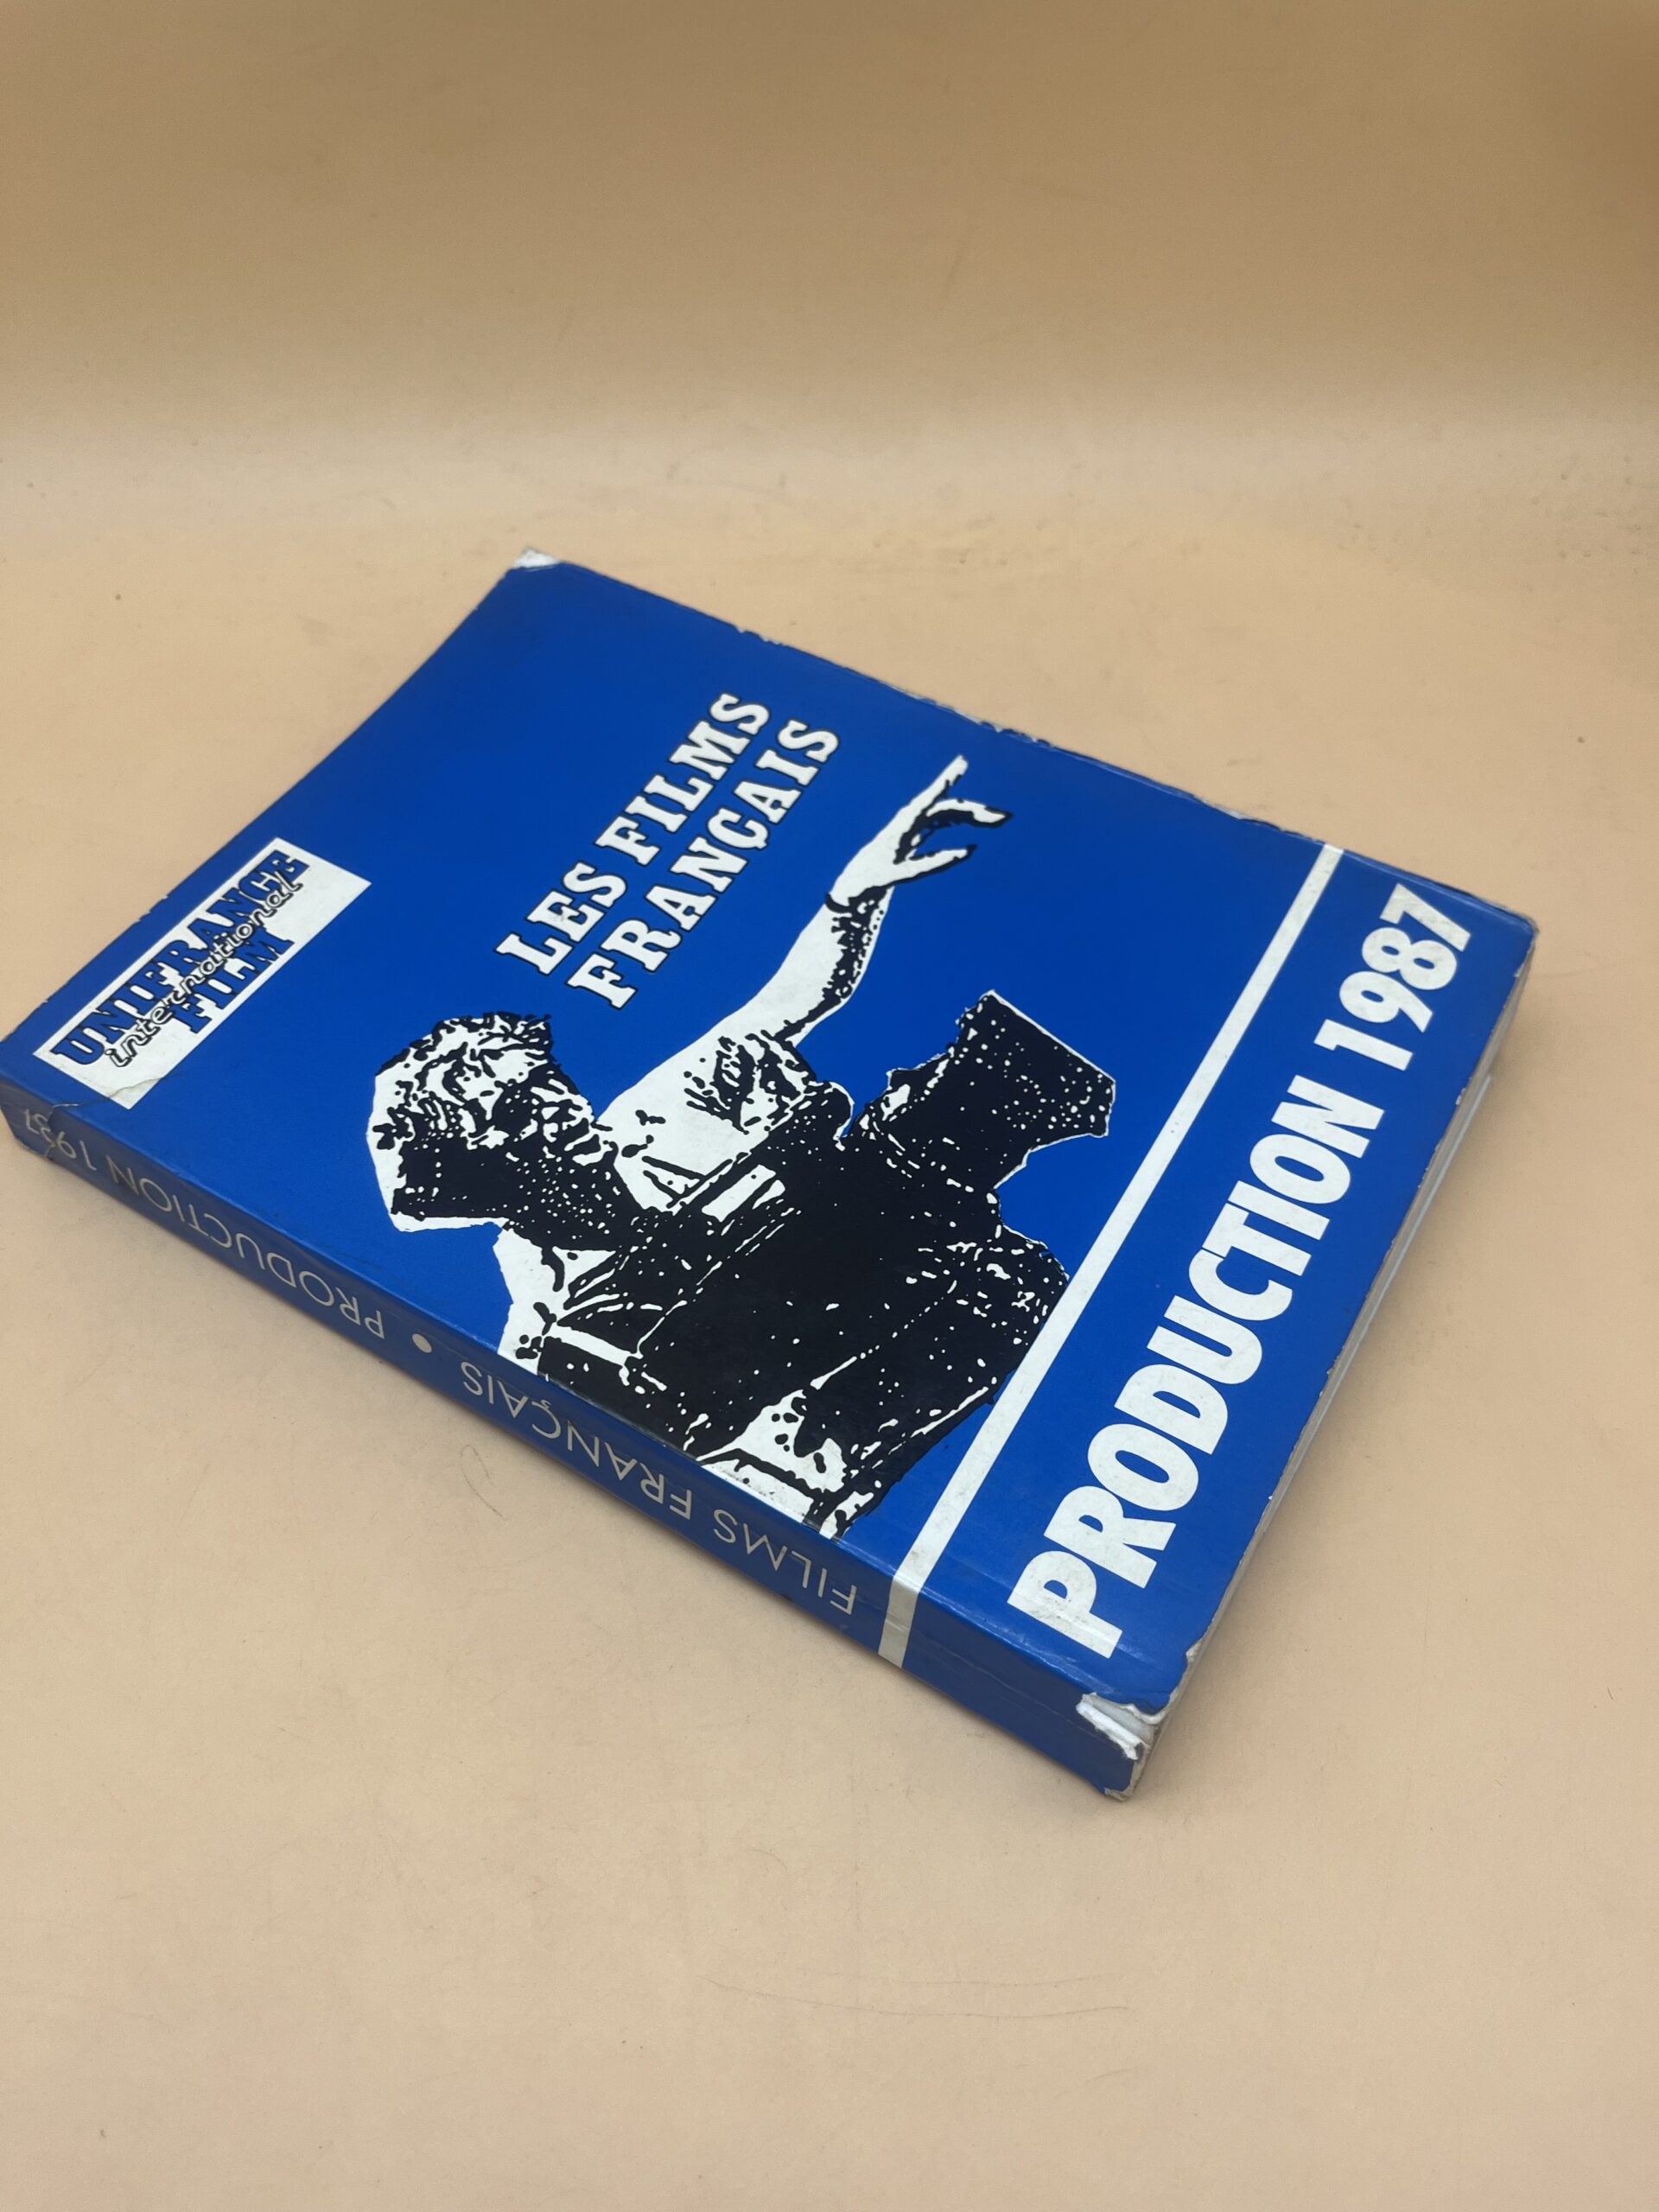 UNIFRANCE
international
FILM
LES FILMS
FRANÇAIS
PRODUCTION 1987
FILMS FRANÇAIS • PRODUCTION 1987